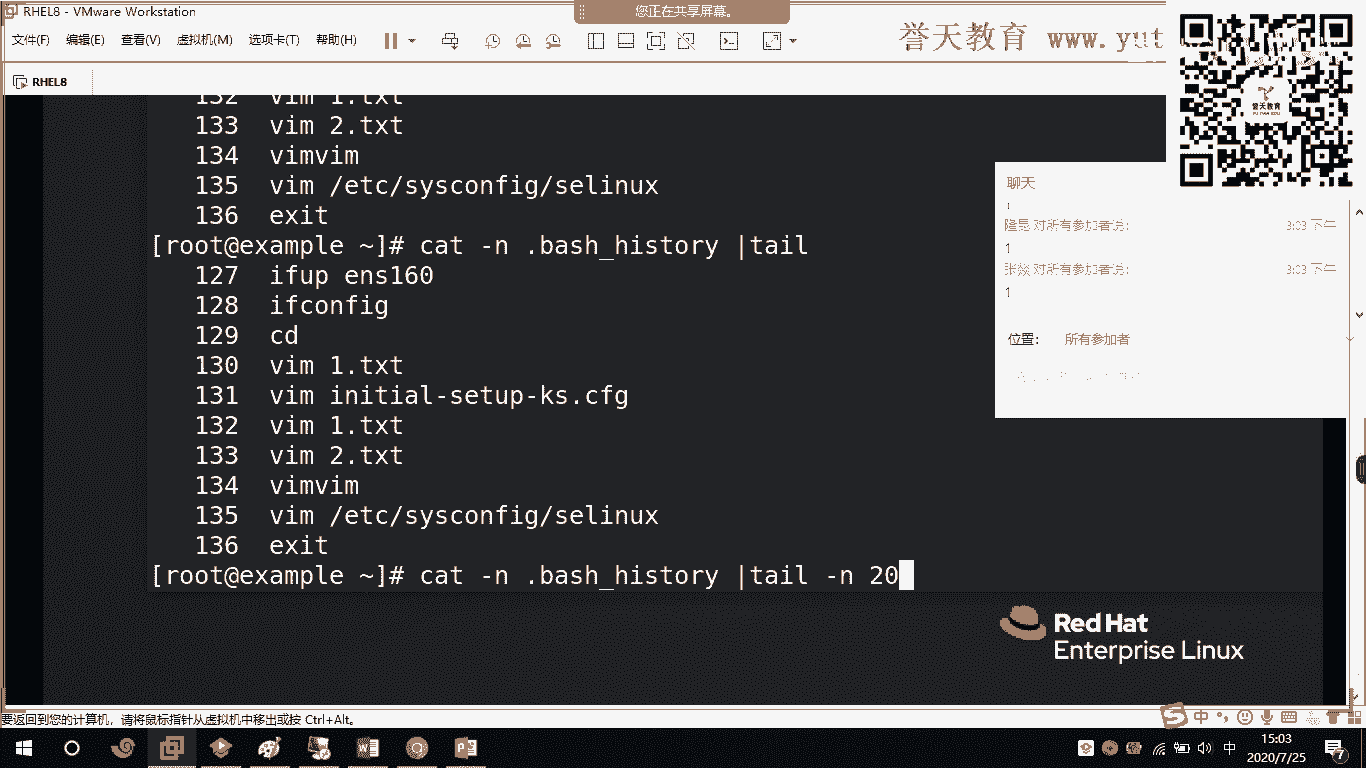 RHEL8 - VMware Workstation
您正在共享屏幕。
文件(F) 编辑(E) 查看(V) 虚拟机(M) 选项卡(T) 帮助(H)
誉天教育 www.yut
RHEL8
誉天教育
132 vim 1.txt
133 vim 2.txt
134 vimvim
135 vim /etc/sysconfig/selinux
136 exit
[root@example ~]# cat -n .bash_history |tail
127 ifup ens160
128 ifconfig
129 cd
130 vim 1.txt
131 vim initial-setup-ks.cfg
132 vim 1.txt
133 vim 2.txt
134 vimvim
135 vim /etc/sysconfig/selinux
136 exit
[root@example ~]# cat -n .bash_history |tail -n 20
聊天
对所有参加者说: 3:03 下午
1
对所有参加者说: 3:03 下午
1
位置: 所有参加者
Red Hat
Enterprise Linux
要返回到您的计算机，请将鼠标指针从虚拟机中移出或按 Ctrl+Alt。
中
中
15:03
2020/7/25
7